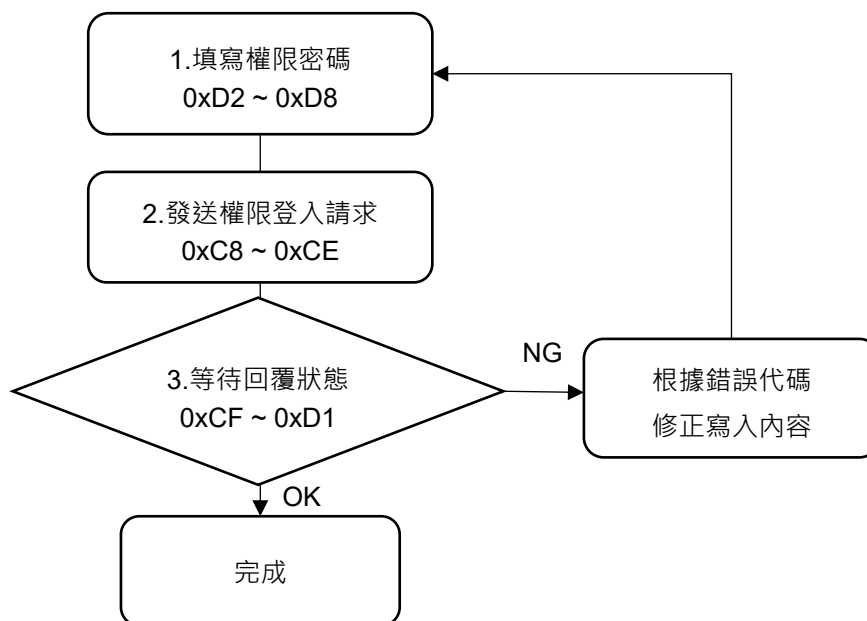 1.填寫權限密碼
0xD2 ~ 0xD8
2.發送權限登入請求
0xC8 ~ 0xCE
3.等待回覆狀態
0xCF ~ 0xD1
NG
根據錯誤代碼
修正寫入內容
OK
完成